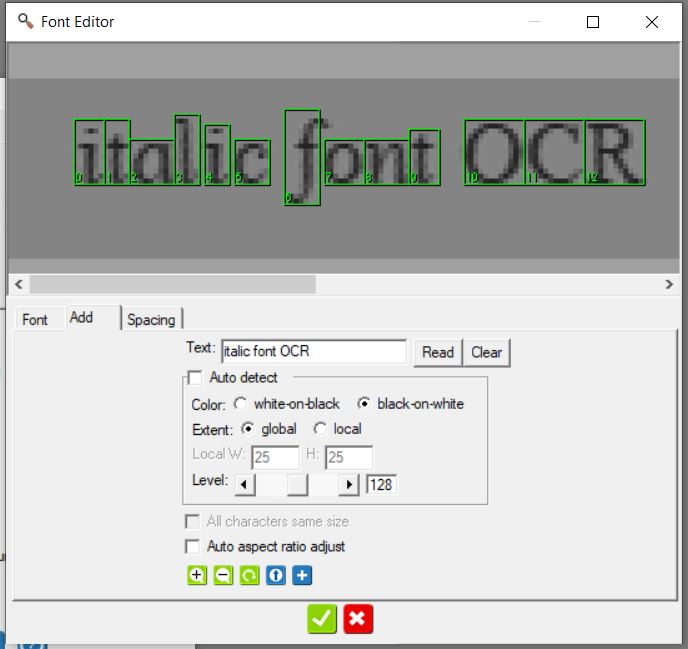 Font Editor
italic font OCR
0 1 2 3 4 5 6 7 8 9 10 11 12
Font Add Spacing
Text: italic font OCR Read Clear
Auto detect
Color: white-on-black black-on-white
Extent: global local
Local W: 25 H: 25
Level: 128
All characters same size
Auto aspect ratio adjust